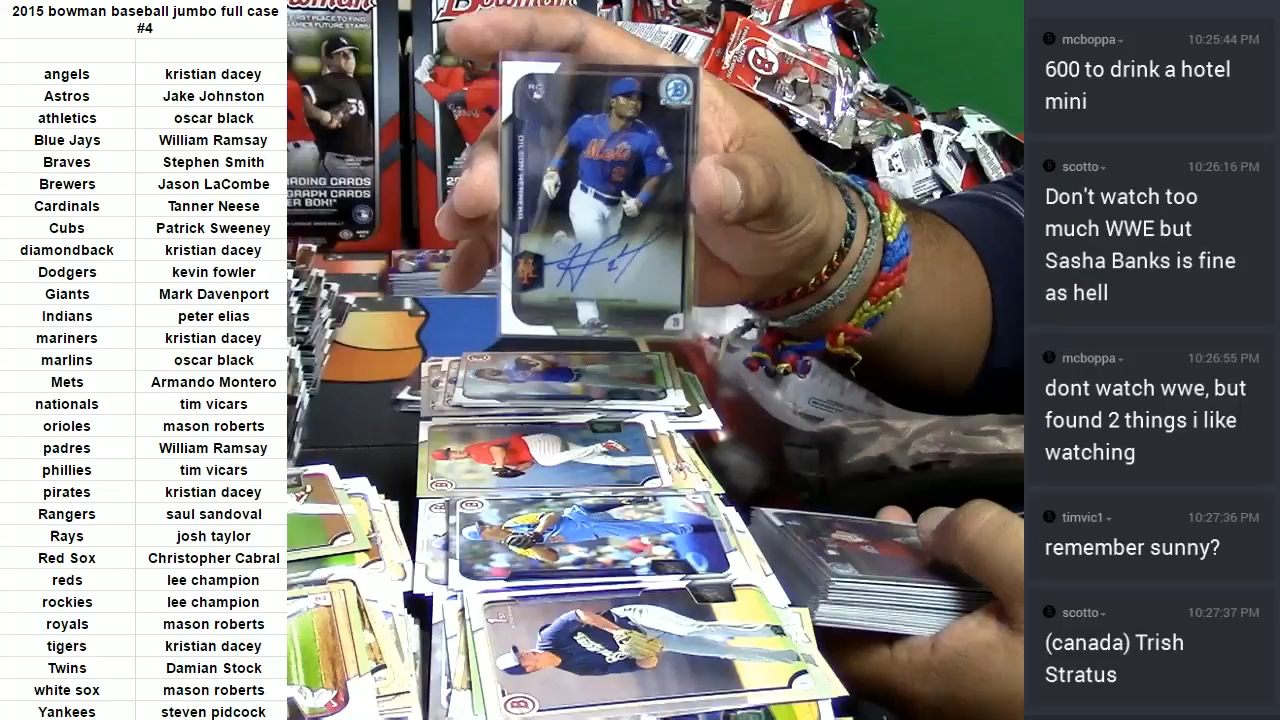 2015 bowman baseball jumbo full case
#4
angels kristian dacey
Astros Jake Johnston
athletics oscar black
Blue Jays William Ramsay
Braves Stephen Smith
Brewers Jason LaCombe
Cardinals Tanner Neese
Cubs Patrick Sweeney
diamondback kristian dacey
Dodgers kevin fowler
Giants Mark Davenport
Indians peter elias
mariners kristian dacey
marlins oscar black
Mets Armando Montero
nationals tim vicars
orioles mason roberts
padres William Ramsay
phillies tim vicars
pirates kristian dacey
Rangers saul sandoval
Rays josh taylor
Red Sox Christopher Cabral
reds lee champion
rockies lee champion
royals mason roberts
tigers kristian dacey
Twins Damian Stock
white sox mason roberts
Yankees steven pidcock
59
RC
Mets
2
DILSON HERRERA
mcboppa 10:25:44 PM
600 to drink a hotel
mini
scotto 10:26:16 PM
Don't watch too
much WWE but
Sasha Banks is fine
as hell
mcboppa 10:26:55 PM
dont watch wwe, but
found 2 things i like
watching
timvic1 10:27:36 PM
remember sunny?
scotto 10:27:37 PM
(canada) Trish
Stratus